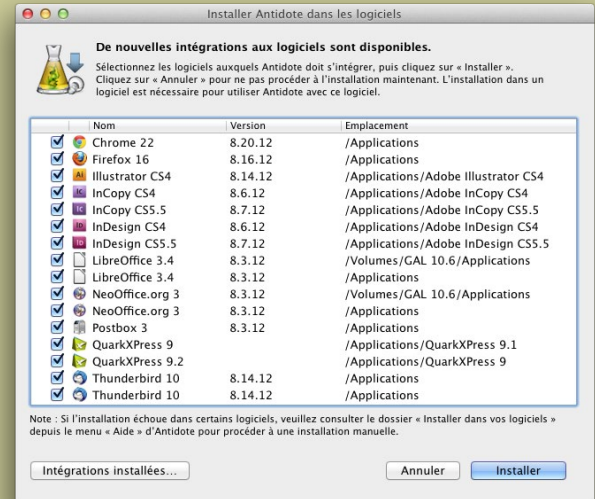 Installer Antidote dans les logiciels
De nouvelles intégrations aux logiciels sont disponibles.
Sélectionnez les logiciels auxquels Antidote doit s'intégrer, puis cliquez sur « Installer ».
Cliquez sur « Annuler » pour ne pas procéder à l'installation maintenant. L'installation dans un
logiciel est nécessaire pour utiliser Antidote avec ce logiciel.
Nom Version Emplacement
Chrome 22 8.20.12 /Applications
Firefox 16 8.16.12 /Applications
Illustrator CS4 8.14.12 /Applications/Adobe Illustrator CS4
InCopy CS4 8.6.12 /Applications/Adobe InCopy CS4
InCopy CS5.5 8.7.12 /Applications/Adobe InCopy CS5.5
InDesign CS4 8.6.12 /Applications/Adobe InDesign CS4
InDesign CS5.5 8.7.12 /Applications/Adobe InDesign CS5.5
LibreOffice 3.4 8.3.12 /Volumes/GAL 10.6/Applications
LibreOffice 3.4 8.3.12 /Applications
NeoOffice.org 3 8.3.12 /Volumes/GAL 10.6/Applications
NeoOffice.org 3 8.3.12 /Applications
Postbox 3 8.3.12 /Applications
QuarkXPress 9 /Applications/QuarkXPress 9.1
QuarkXPress 9.2 /Applications/QuarkXPress 9
Thunderbird 10 8.14.12 /Applications
Thunderbird 10 8.14.12 /Applications
Note : Si l'installation échoue dans certains logiciels, veuillez consulter le dossier « Installer dans vos logiciels »
depuis le menu « Aide » d'Antidote pour procéder à une installation manuelle.
Intégrations installées... Annuler Installer